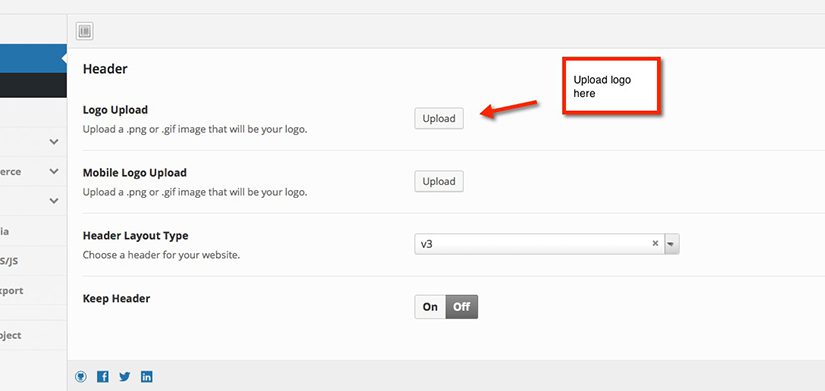 Header
Upload logo
here
Logo Upload
Upload
Upload a .png or .gif image that will be your logo.
Mobile Logo Upload
Upload
Upload a .png or .gif image that will be your logo.
erce
Header Layout Type
v3
Choose a header for your website.
ia
S/JS
xport
Keep Header
On Off
bject